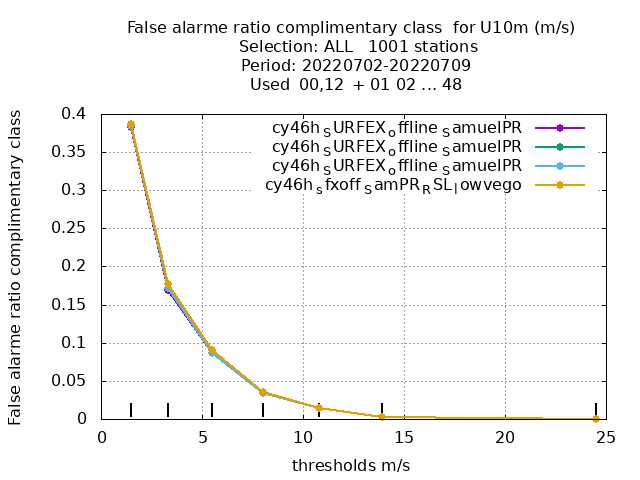 False alarme ratio complimentary class for U10m (m/s)
Selection: ALL 1001 stations
Period: 20220702-20220709
Used 00,12 + 01 02 ... 48
False alarme ratio complimentary class
0.4
0.35
0.3
0.25
0.2
0.15
0.1
0.05
0
cy46h_SURFEX_offline_SamuelPR
cy46h_SURFEX_offline_SamuelPR
cy46h_SURFEX_offline_SamuelPR
cy46h_sfxoff_SamPR_RSL_lowvego
0 5 10 15 20 25
thresholds m/s